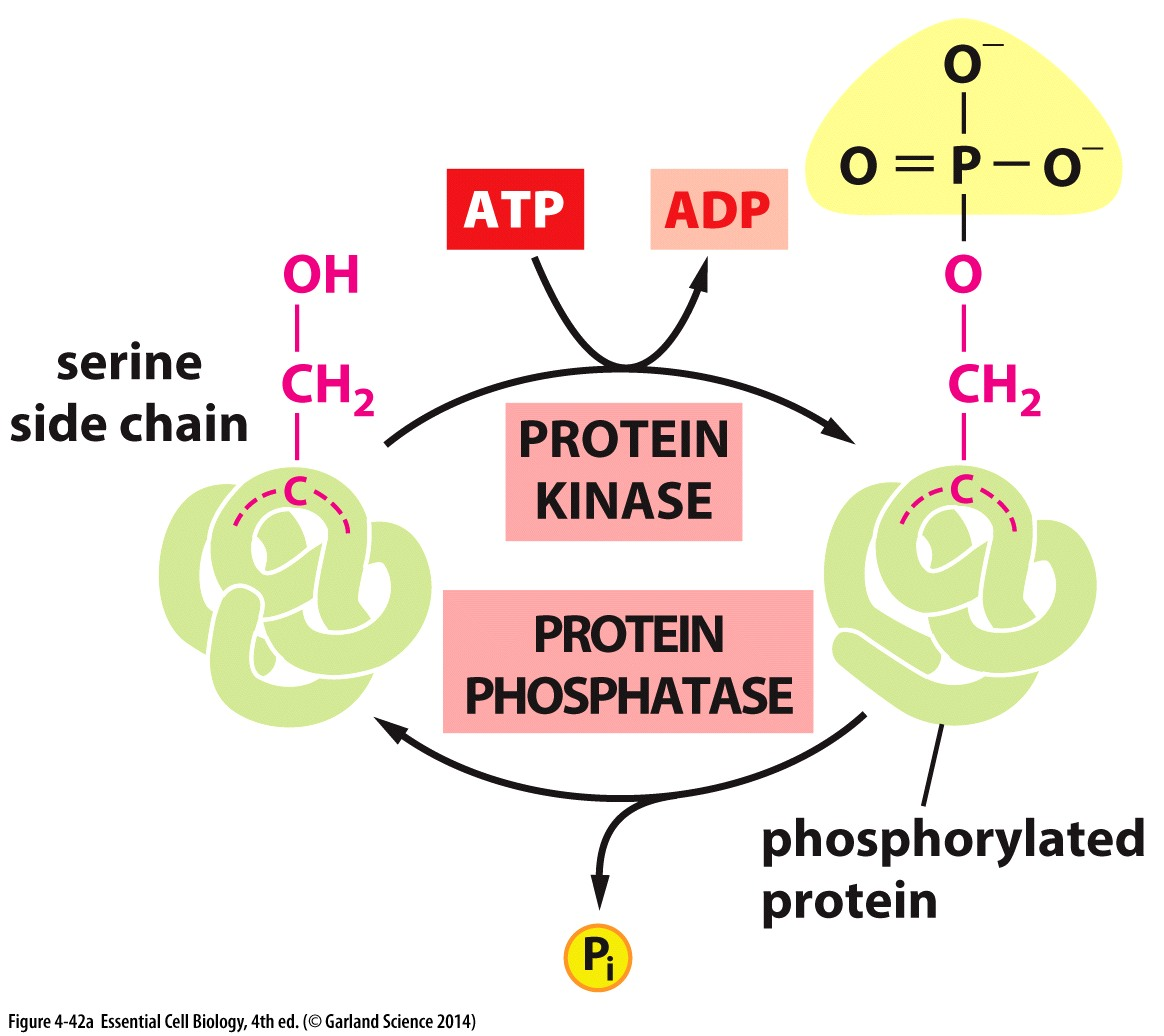 O⁻
O=P–O⁻
ATP
ADP
OH
O
serine
side chain
CH₂
CH₂
C
C
PROTEIN
KINASE
PROTEIN
PHOSPHATASE
phosphorylated
protein
Pᵢ
Figure 4-42a Essential Cell Biology, 4th ed. (© Garland Science 2014)